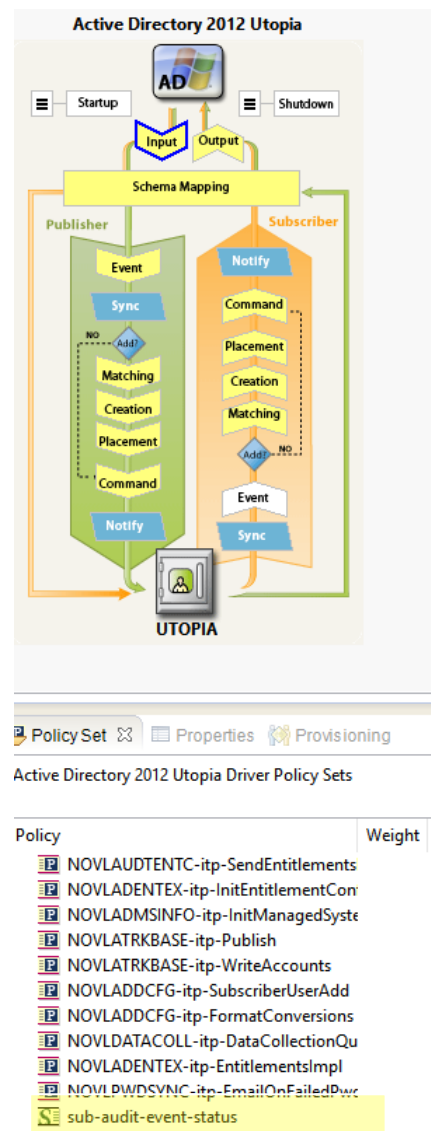 Active Directory 2012 Utopia
AD
Startup
Shutdown
Input
Output
Schema Mapping
Publisher
Subscriber
Event
Notify
Sync
Command
NO
Add?
Placement
Matching
Creation
Creation
Matching
Placement
Add?
NO
Command
Event
Notify
Sync
UTOPIA
Policy Set
Properties
Provisioning
Active Directory 2012 Utopia Driver Policy Sets
Policy
Weight
NOVLAUDTENTC-itp-SendEntitlements
NOVLADENTEX-itp-InitEntitlementCon
NOVLADMSINFO-itp-InitManagedSyste
NOVLATRKBASE-itp-Publish
NOVLATRKBASE-itp-WriteAccounts
NOVLADDCFG-itp-SubscriberUserAdd
NOVLADDCFG-itp-FormatConversions
NOVLDATACOLL-itp-DataCollectionQu
NOVLADENTEX-itp-EntitlementsImpl
NOVLPWDSYNC-itp-EmailOnFailedPwd
sub-audit-event-status